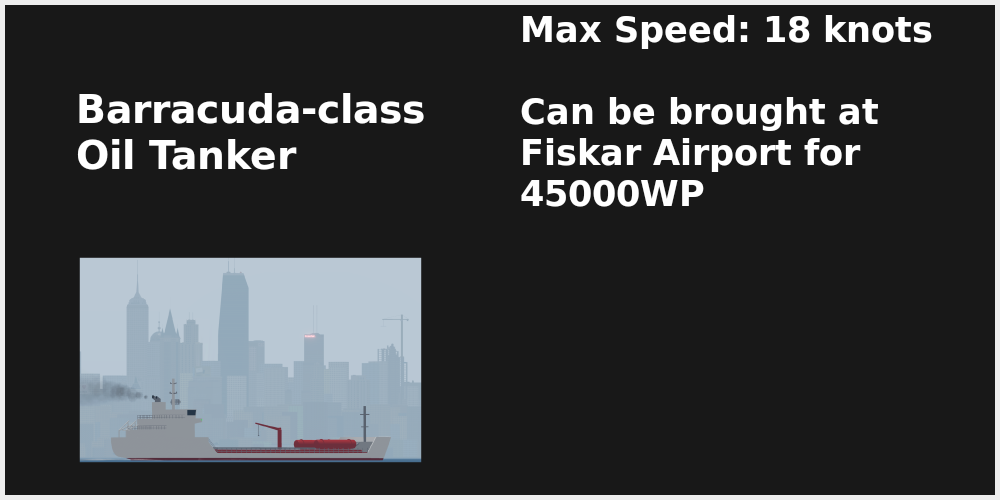 Barracuda-class
Oil Tanker
Max Speed: 18 knots
Can be brought at
Fiskar Airport for
45000WP